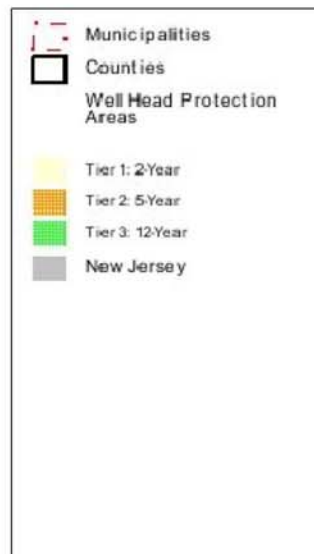 Municipalities
Counties
Well Head Protection
Areas
Tier 1: 2-Year
Tier 2: 5-Year
Tier 3: 12-Year
New Jersey